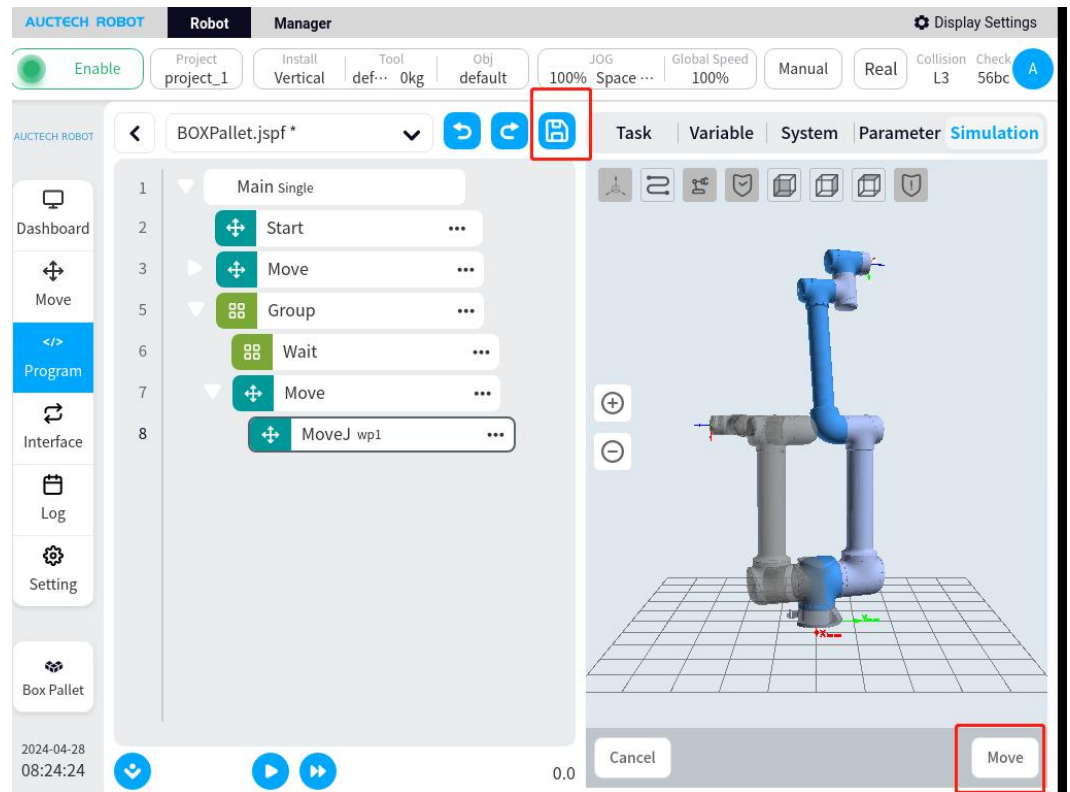 AUCTECH ROBOT Robot Manager Display Settings
Enable
Project
project_1
Install Tool Obj
Vertical def··· 0kg default
JOG Global Speed
100% Space ··· 100%
Manual
Real
Collision Check
L3 56bc
A
AUCTECH ROBOT
BOXPallet.jspf *
Task Variable System Parameter Simulation
Dashboard
Move
</>
Program
Interface
Log
Setting
Box Pallet
2024-04-28
08:24:24
1 Main Single
2 Start ···
3 Move ···
5 Group ···
6 Wait ···
7 Move ···
8 MoveJ wp1 ···
0.0
Cancel
Move